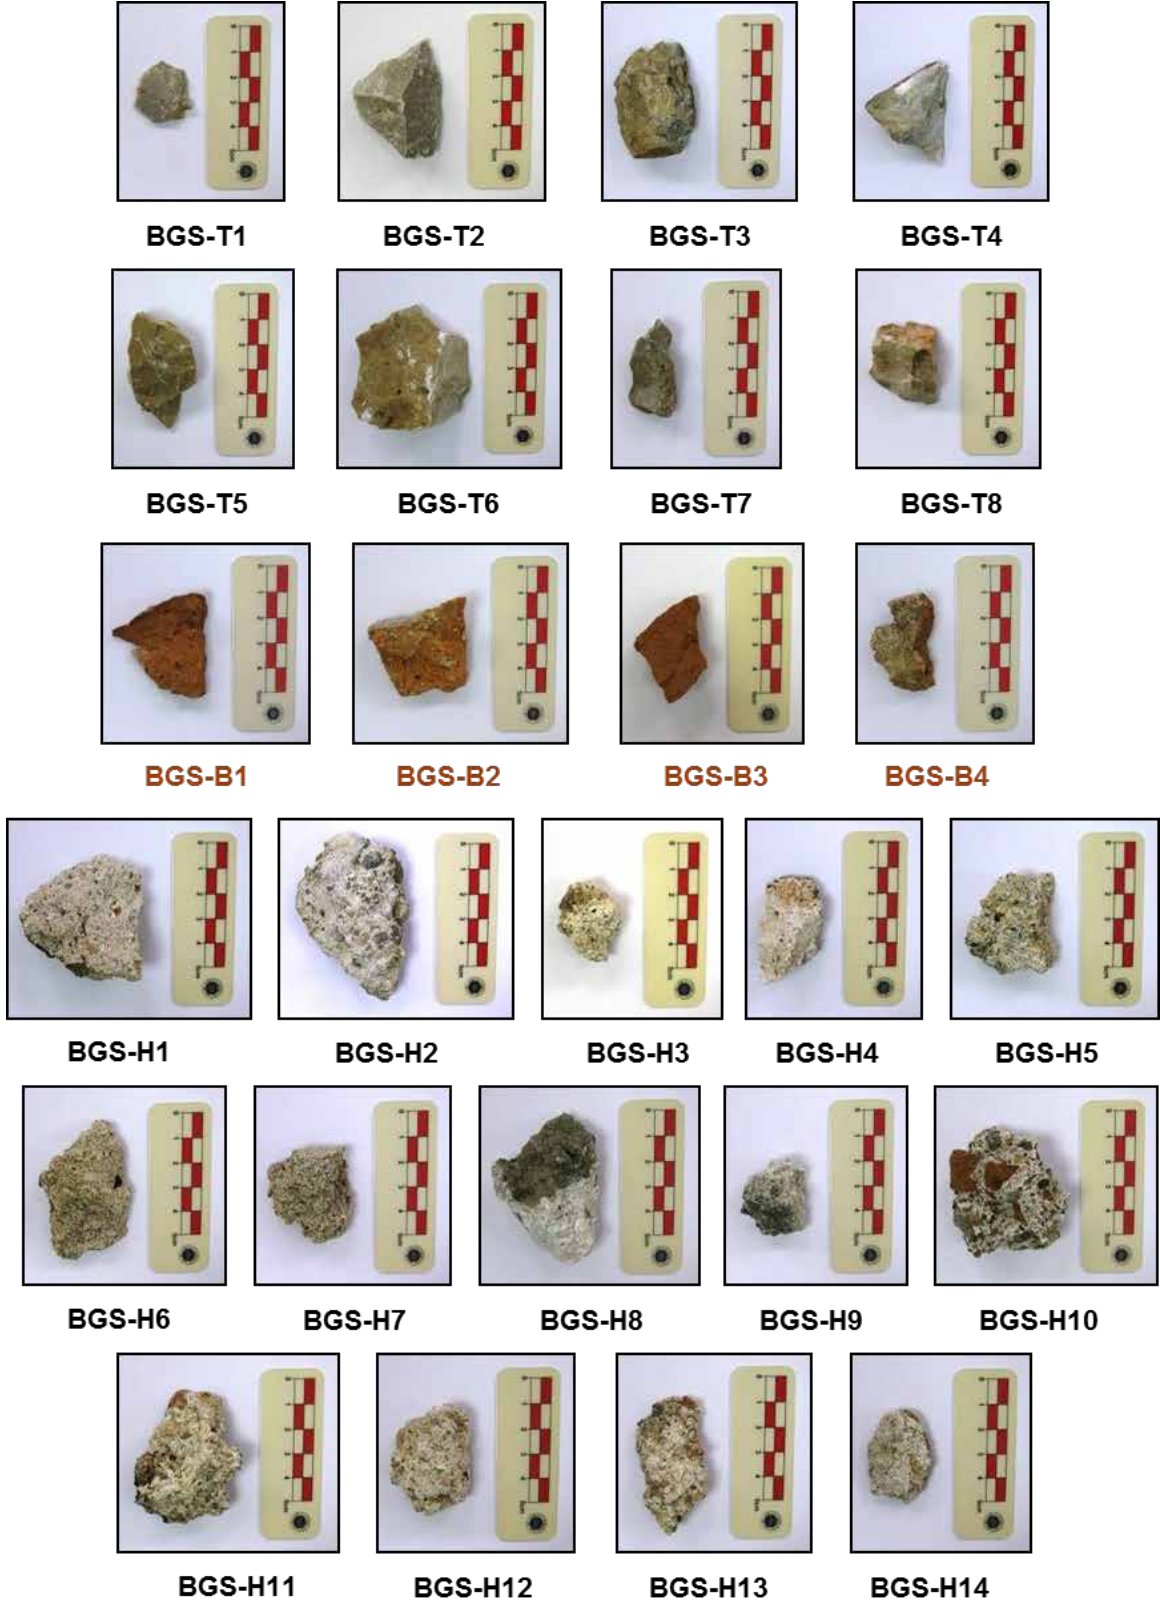 BGS-T1 BGS-T2 BGS-T3 BGS-T4
BGS-T5 BGS-T6 BGS-T7 BGS-T8
BGS-B1 BGS-B2 BGS-B3 BGS-B4
BGS-H1 BGS-H2 BGS-H3 BGS-H4 BGS-H5
BGS-H6 BGS-H7 BGS-H8 BGS-H9 BGS-H10
BGS-H11 BGS-H12 BGS-H13 BGS-H14